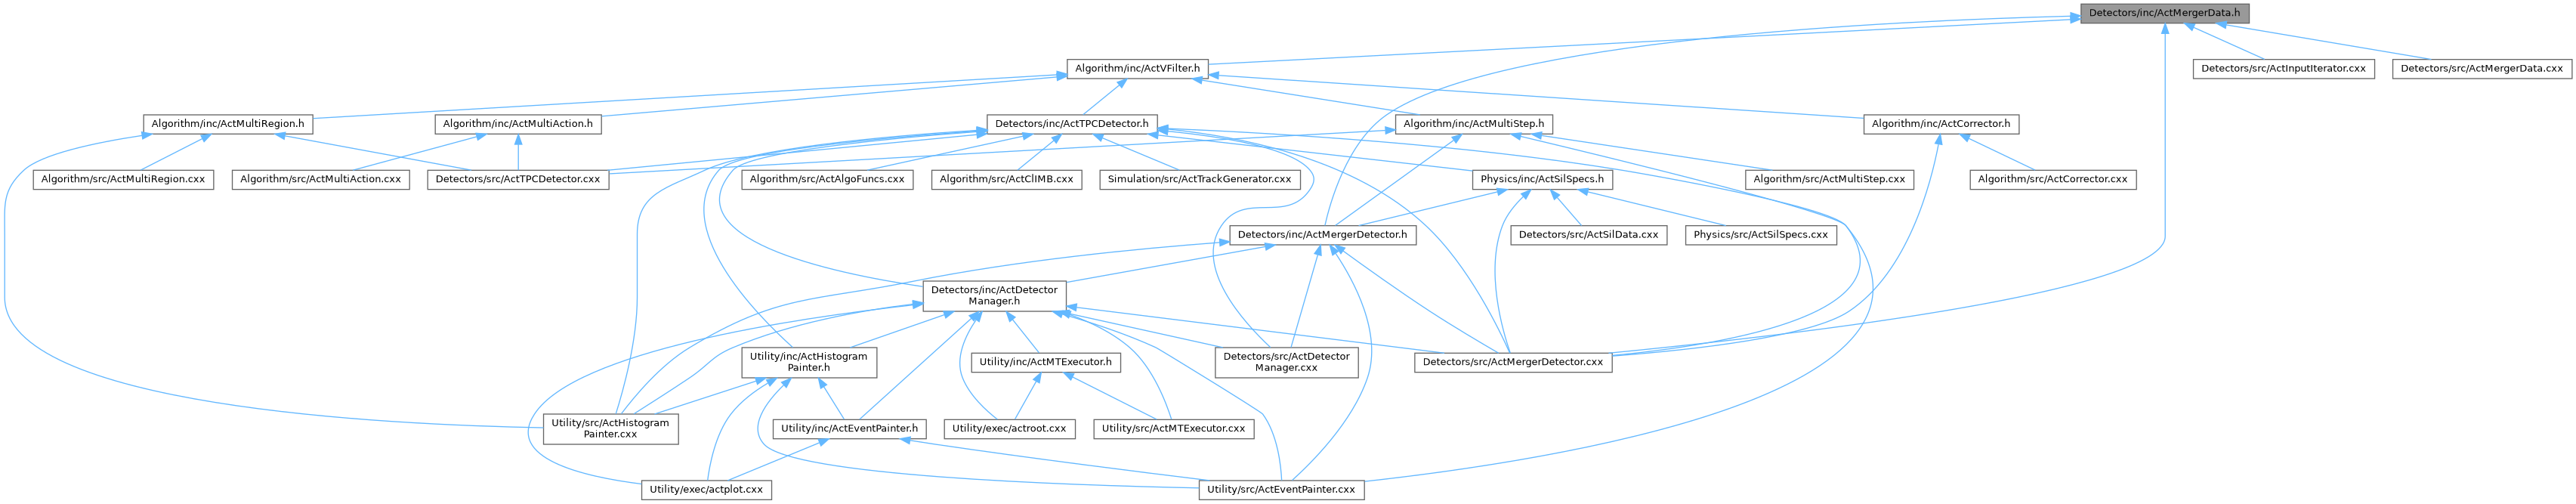 Detectors/inc/ActMergerData.h
Algorithm/inc/ActVFilter.h
Detectors/src/ActInputIterator.cxx
Detectors/src/ActMergerData.cxx
Algorithm/inc/ActMultiRegion.h
Algorithm/inc/ActMultiAction.h
Detectors/inc/ActTPCDetector.h
Algorithm/inc/ActMultiStep.h
Algorithm/inc/ActCorrector.h
Algorithm/src/ActMultiRegion.cxx
Algorithm/src/ActMultiAction.cxx
Detectors/src/ActTPCDetector.cxx
Algorithm/src/ActAlgoFuncs.cxx
Algorithm/src/ActClIMB.cxx
Simulation/src/ActTrackGenerator.cxx
Physics/inc/ActSilSpecs.h
Algorithm/src/ActMultiStep.cxx
Algorithm/src/ActCorrector.cxx
Detectors/inc/ActMergerDetector.h
Detectors/src/ActSilData.cxx
Physics/src/ActSilSpecs.cxx
Detectors/inc/ActDetector
Manager.h
Utility/inc/ActHistogram
Painter.h
Utility/inc/ActMTExecutor.h
Detectors/src/ActDetector
Manager.cxx
Detectors/src/ActMergerDetector.cxx
Utility/src/ActHistogram
Painter.cxx
Utility/inc/ActEventPainter.h
Utility/exec/actroot.cxx
Utility/src/ActMTExecutor.cxx
Utility/exec/actplot.cxx
Utility/src/ActEventPainter.cxx